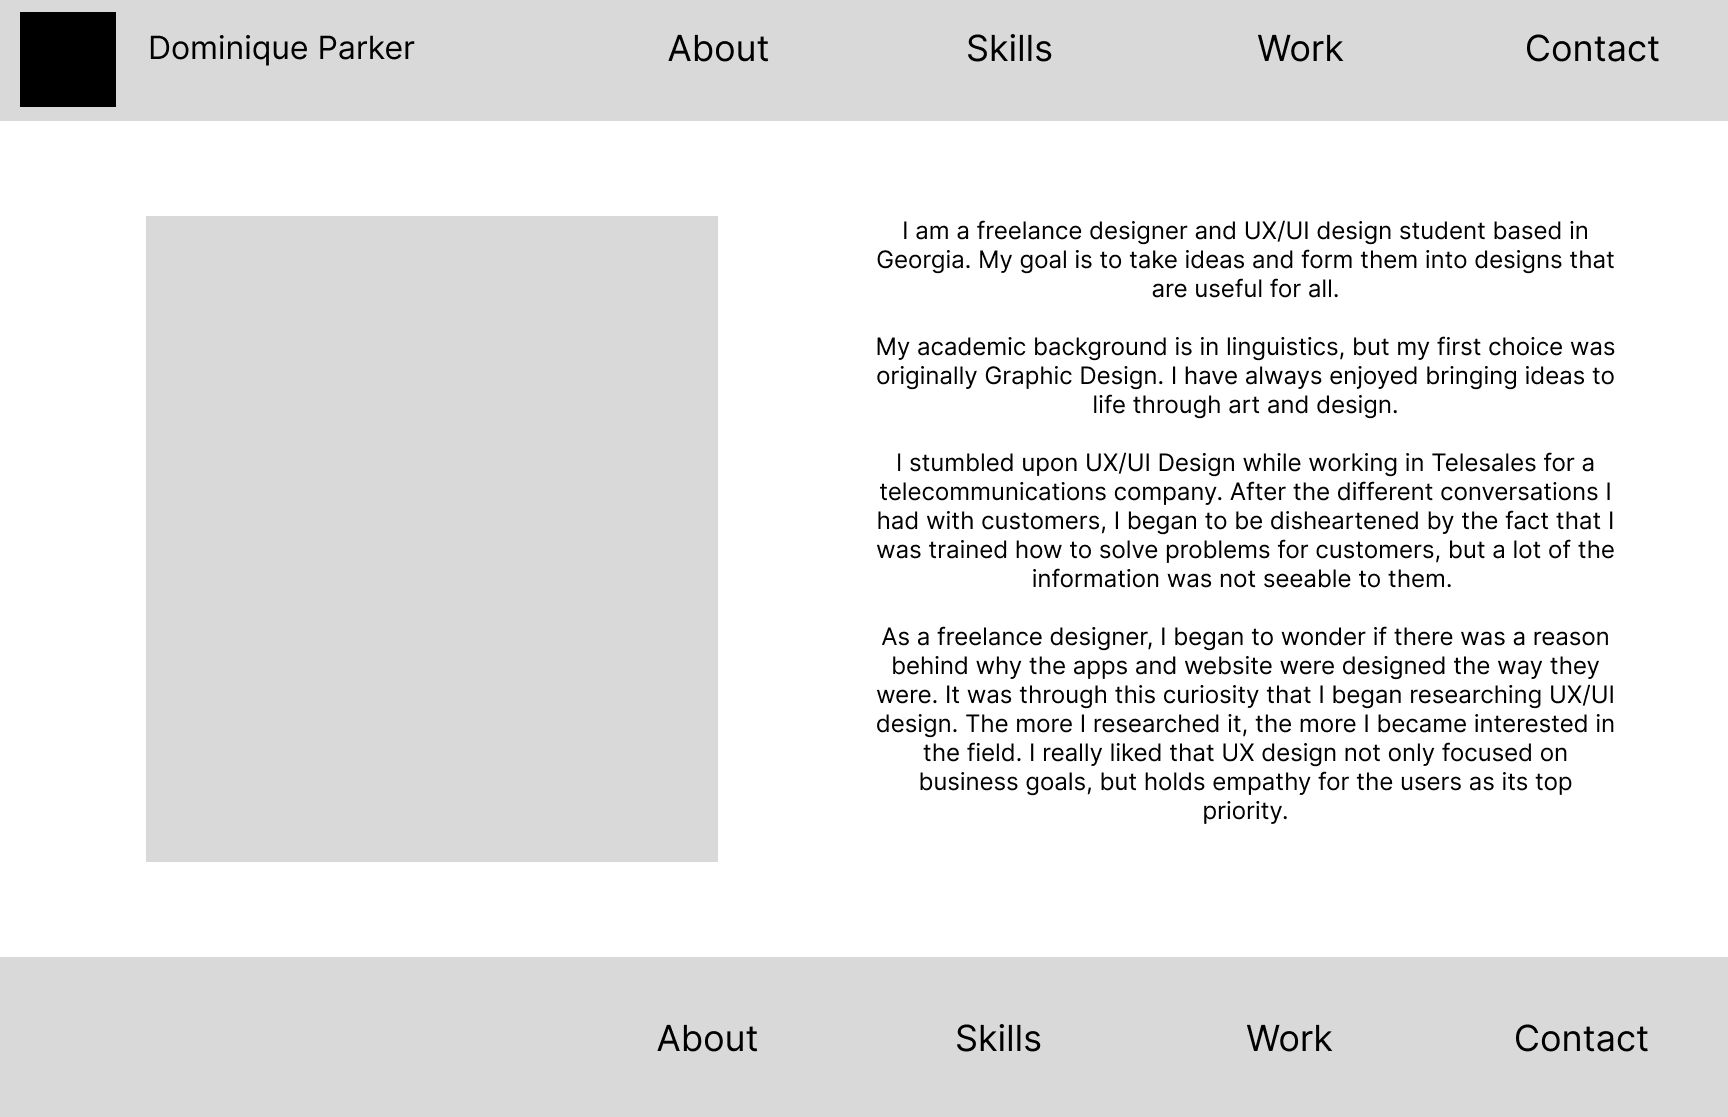 Dominique Parker
About
Skills
Work
Contact
I am a freelance designer and UX/UI design student based in
Georgia. My goal is to take ideas and form them into designs that
are useful for all.
My academic background is in linguistics, but my first choice was
originally Graphic Design. I have always enjoyed bringing ideas to
life through art and design.
I stumbled upon UX/UI Design while working in Telesales for a
telecommunications company. After the different conversations I
had with customers, I began to be disheartened by the fact that I
was trained how to solve problems for customers, but a lot of the
information was not seeable to them.
As a freelance designer, I began to wonder if there was a reason
behind why the apps and website were designed the way they
were. It was through this curiosity that I began researching UX/UI
design. The more I researched it, the more I became interested in
the field. I really liked that UX design not only focused on
business goals, but holds empathy for the users as its top
priority.
About
Skills
Work
Contact